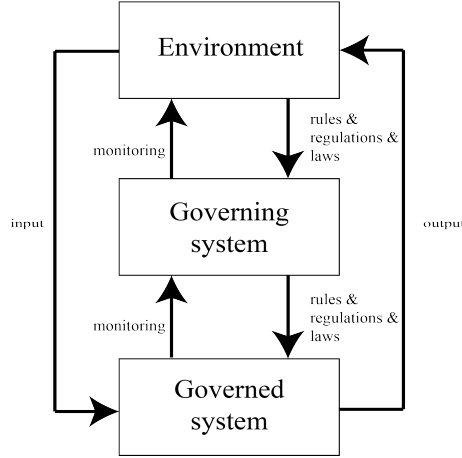 Environment
monitoring
rules &
regulations &
laws
input
Governing
system
output
monitoring
rules &
regulations &
laws
Governed
system